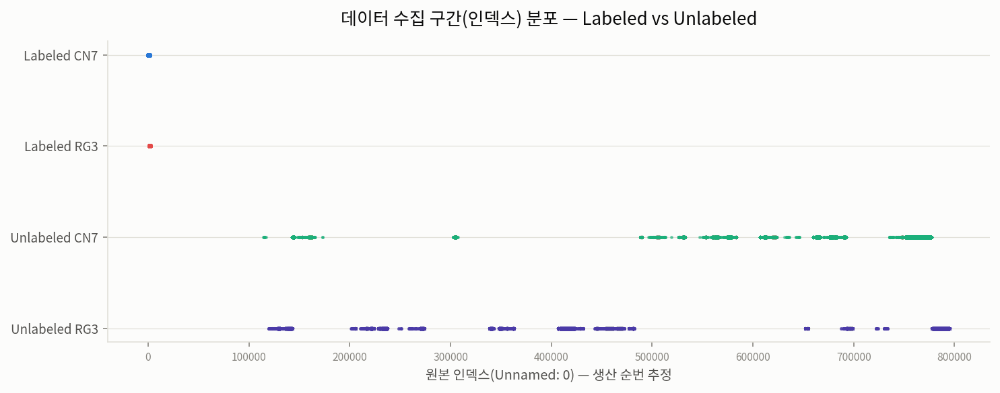 데이터 수집 구간(인덱스) 분포 — Labeled vs Unlabeled
Labeled CN7
Labeled RG3
Unlabeled CN7
Unlabeled RG3
0 100000 200000 300000 400000 500000 600000 700000 800000
원본 인덱스(Unnamed: 0) — 생산 순번 추정